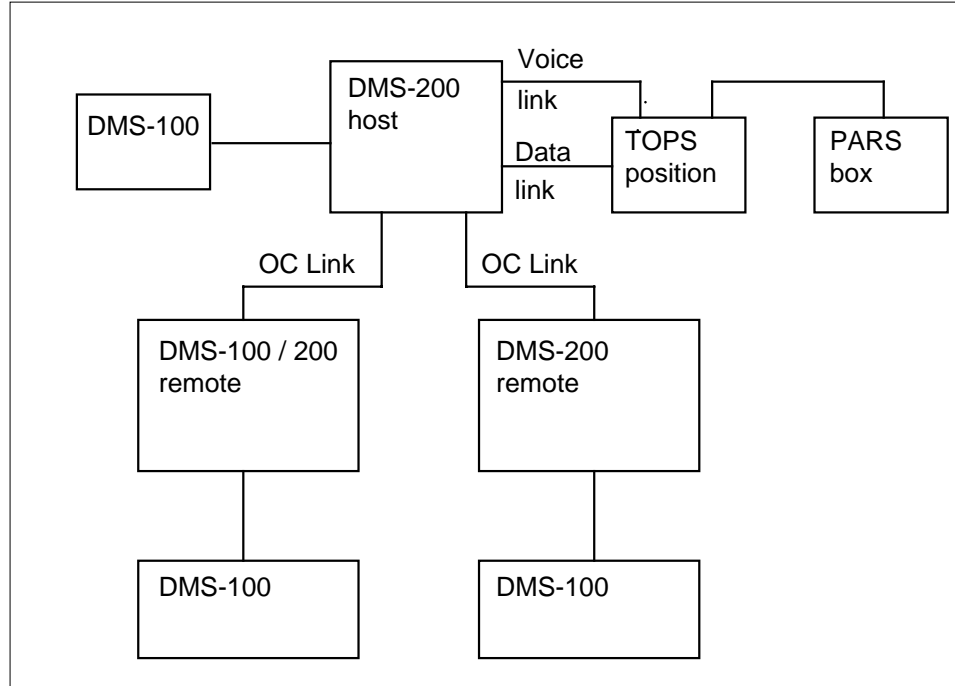 Voice
link
DMS-200
host
DMS-100
TOPS
position
PARS
box
Data
link
OC Link
OC Link
DMS-100 / 200
remote
DMS-200
remote
DMS-100
DMS-100